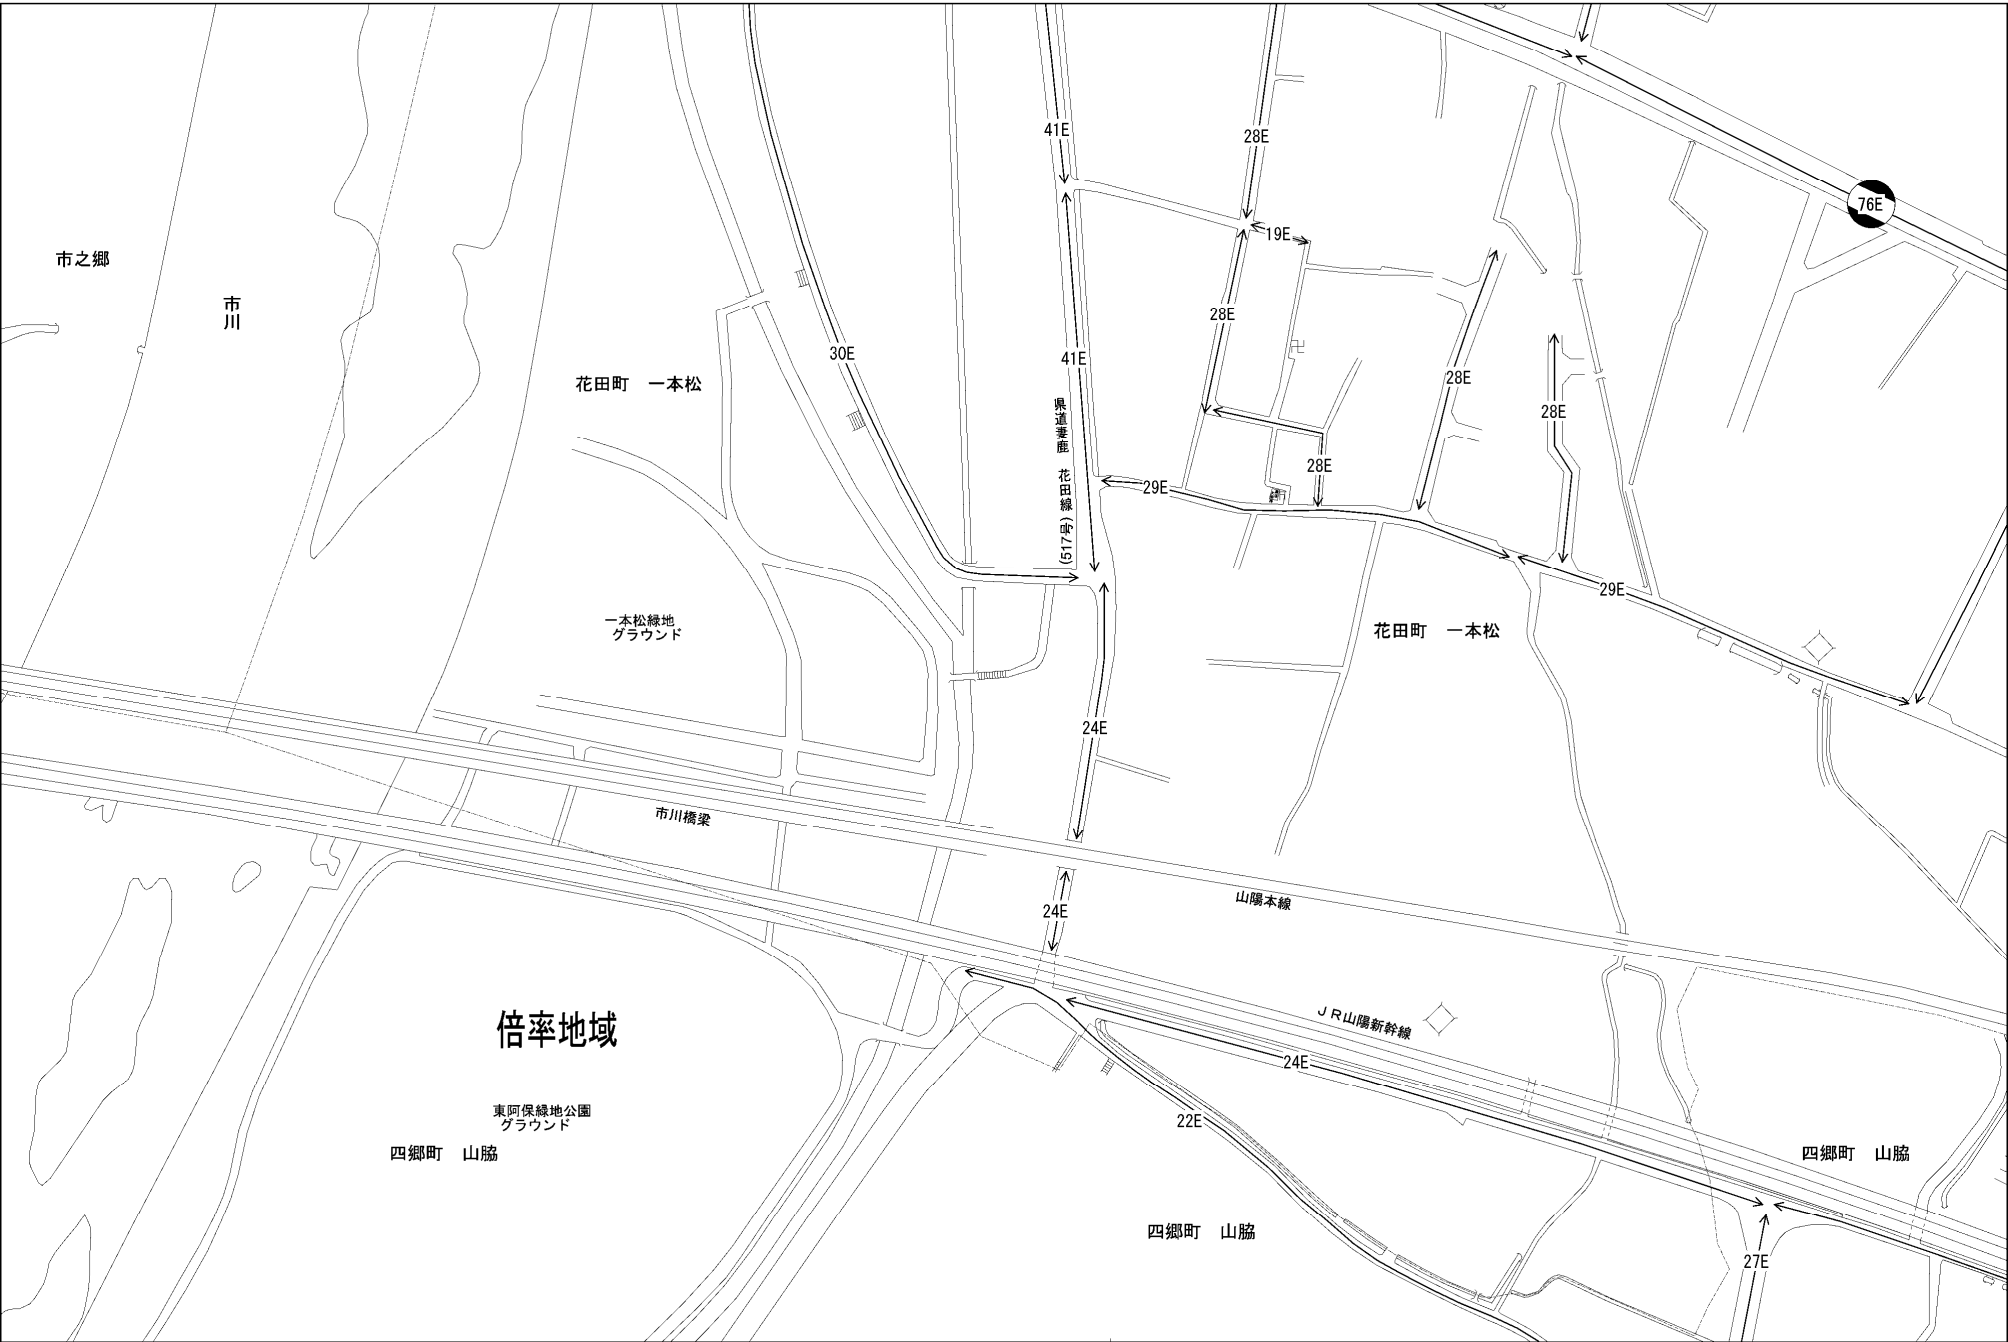 41E
28E
76E
19E
市之郷
市川
28E
30E
41E
花田町　一本松
28E
県道妻鹿　花田線(517号)
28E
28E
29E
29E
一本松緑地
グラウンド
花田町　一本松
24E
市川橋梁
山陽本線
24E
倍率地域
ＪＲ山陽新幹線
24E
東阿保緑地公園
グラウンド
22E
四郷町　山脇
四郷町　山脇
四郷町　山脇
27E